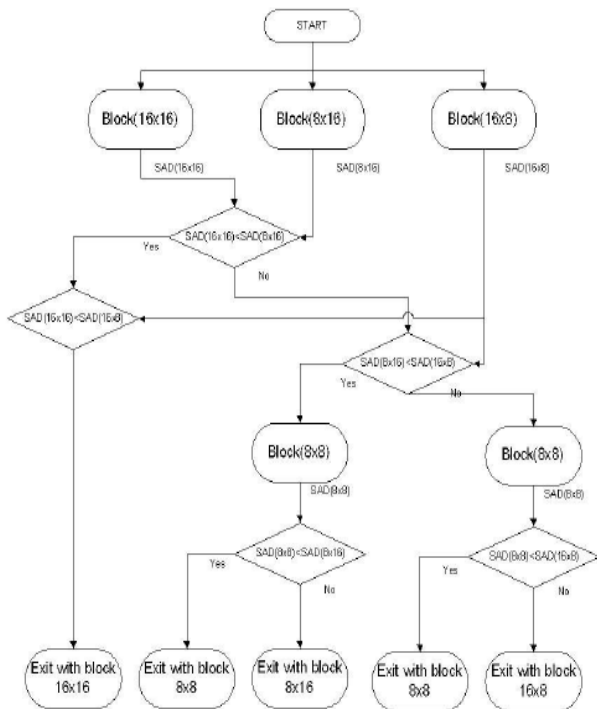 START
Block(16x16)
Block(8x16)
Block(16x8)
SAD(16x16)
SAD(8x16)
SAD(16x8)
SAD(16x16)<SAD(8x16)
Yes
No
SAD(16x16)<SAD(16x8)
SAD(8x16)<SAD(16x8)
Yes
No
Block(8x8)
Block(8x8)
SAD(8x8)
SAD(8x8)
SAD(8x8)<SAD(8x16)
SAD(8x8)<SAD(16x8)
Yes
No
Yes
No
Exit with block
16x16
Exit with block
8x8
Exit with block
8x16
Exit with block
8x8
Exit with block
16x8